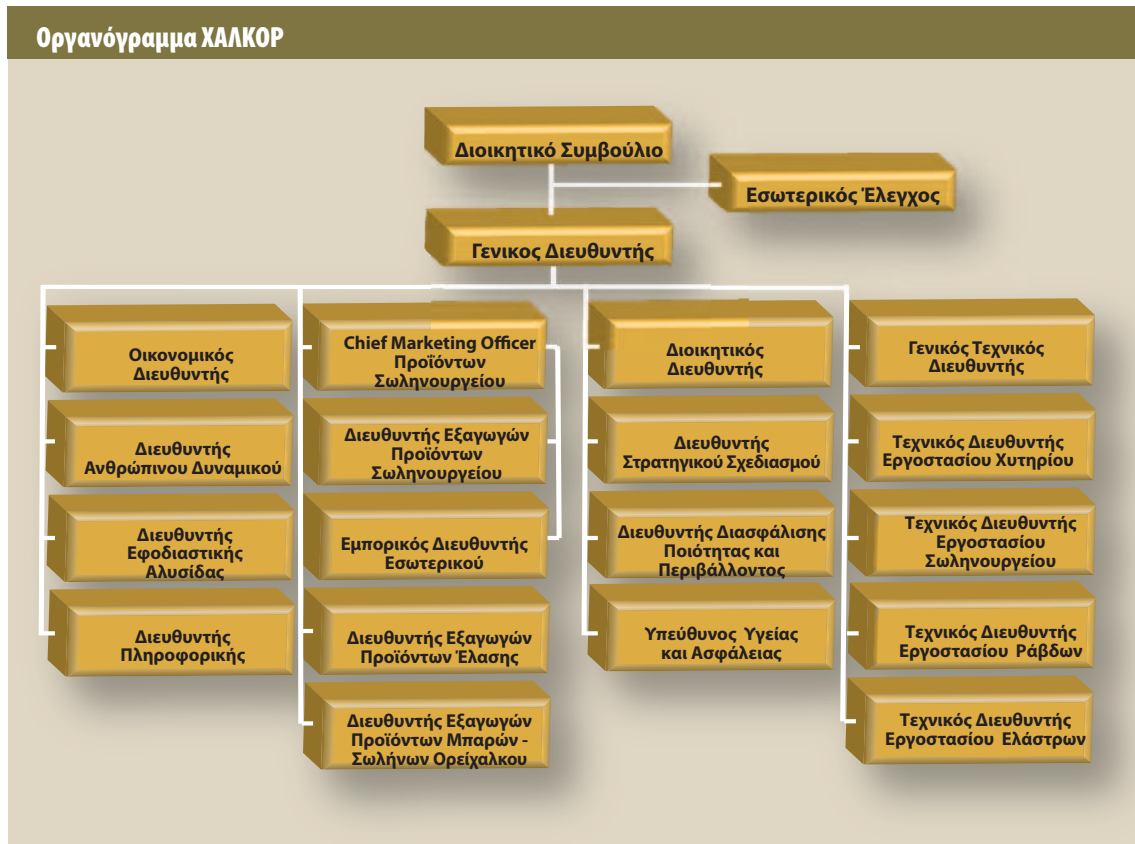 Οργανόγραμμα ΧΑΛΚΟΡ
Διοικητικό Συμβούλιο
Εσωτερικός Έλεγχος
Γενικος Διευθυντής
Οικονομικός
Διευθυντής
Διευθυντής
Ανθρώπινου Δυναμικού
Διευθυντής
Εφοδιαστικής
Αλυσίδας
Διευθυντής
Πληροφορικής
Chief Marketing Officer
Προϊόντων
Σωληνουργείου
Διευθυντής Εξαγωγών
Προϊόντων
Σωληνουργείου
Εμπορικός Διευθυντής
Εσωτερικού
Διευθυντής Εξαγωγών
Προϊόντων Έλασης
Διευθυντής Εξαγωγών
Προϊόντων Μπαρών -
Σωλήνων Ορείχαλκου
Διοικητικός
Διευθυντής
Διευθυντής
Στρατηγικού Σχεδιασμού
Διευθυντής Διασφάλισης
Ποιότητας και
Περιβάλλοντος
Υπεύθυνος Υγείας
και Ασφάλειας
Γενικός Τεχνικός
Διευθυντής
Τεχνικός Διευθυντής
Εργοστασίου Χυτηρίου
Τεχνικός Διευθυντής
Εργοστασίου
Σωληνουργείου
Τεχνικός Διευθυντής
Εργοστασίου Ράβδων
Τεχνικός Διευθυντής
Εργοστασίου Ελάστρων